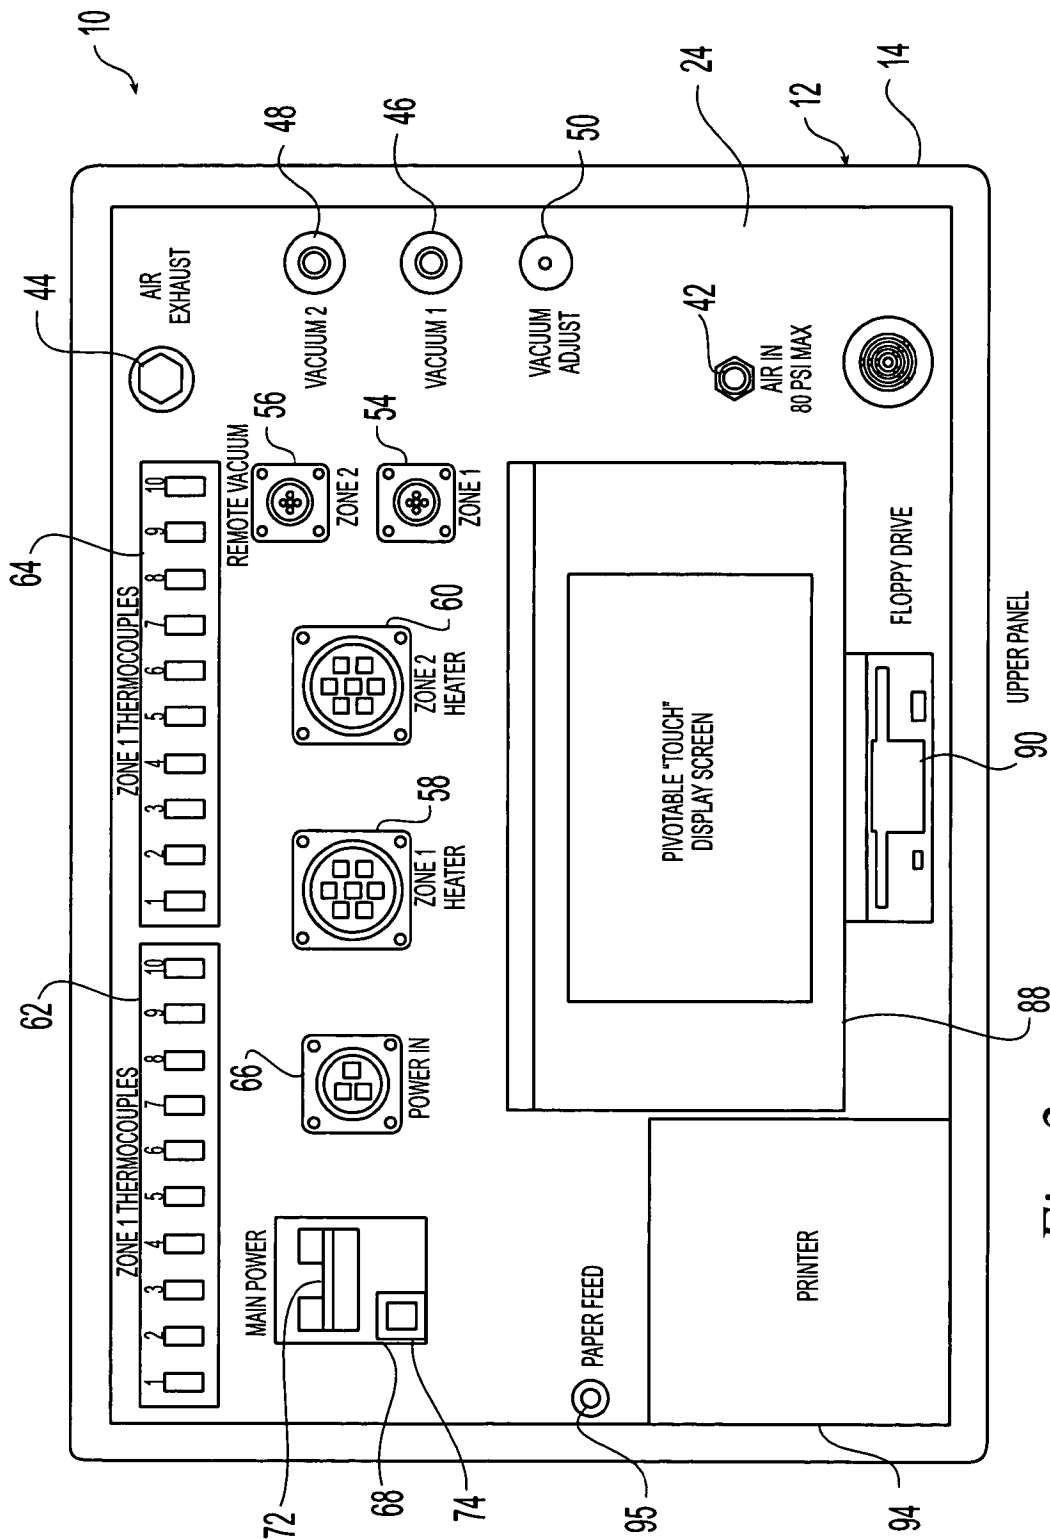 62
64
44
10
ZONE 1 THERMOCOUPLES
ZONE 1 THERMOCOUPLES
1 2 3 4 5 6 7 8 9 10
1 2 3 4 5 6 7 8 9 10
AIR
EXHAUST
72
68
74
MAIN POWER
66
POWER IN
58
ZONE 1
HEATER
60
ZONE 2
HEATER
REMOTE VACUUM
56
ZONE 2
54
ZONE 1
VACUUM 2
48
VACUUM 1
46
VACUUM
ADJUST
50
95
PAPER FEED
PIVOTABLE "TOUCH"
DISPLAY SCREEN
42
AIR IN
80 PSI MAX
24
PRINTER
12
14
FLOPPY DRIVE
94
88
90
UPPER PANEL